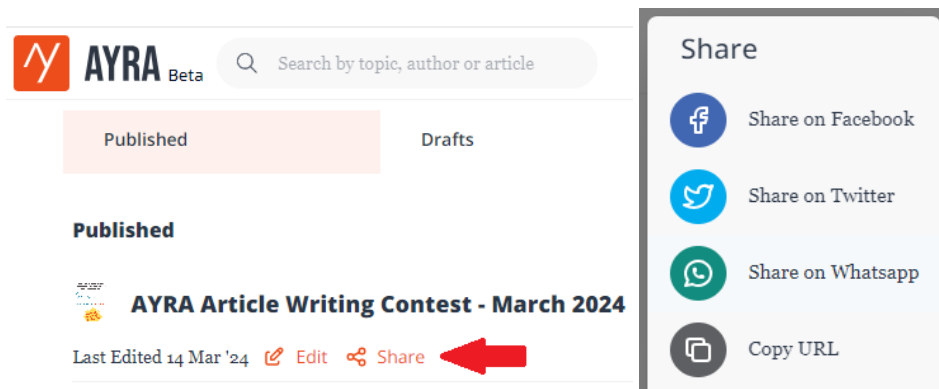 AYRA Beta
Search by topic, author or article
Published
Drafts
Published
AYRA Article Writing Contest - March 2024
Last Edited 14 Mar '24 Edit Share
Share
Share on Facebook
Share on Twitter
Share on Whatsapp
Copy URL